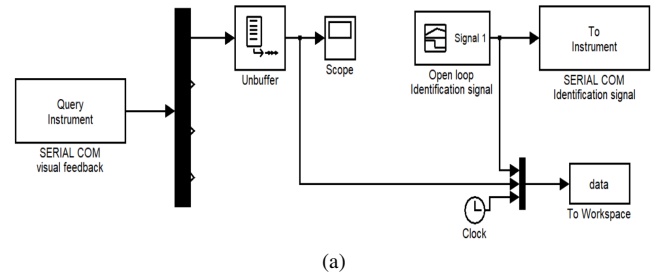 Query
Instrument
SERIAL COM
visual feedback
Unbuffer
Scope
Signal 1
Open loop
Identification signal
To
Instrument
SERIAL COM
Identification signal
Clock
data
To Workspace
(a)